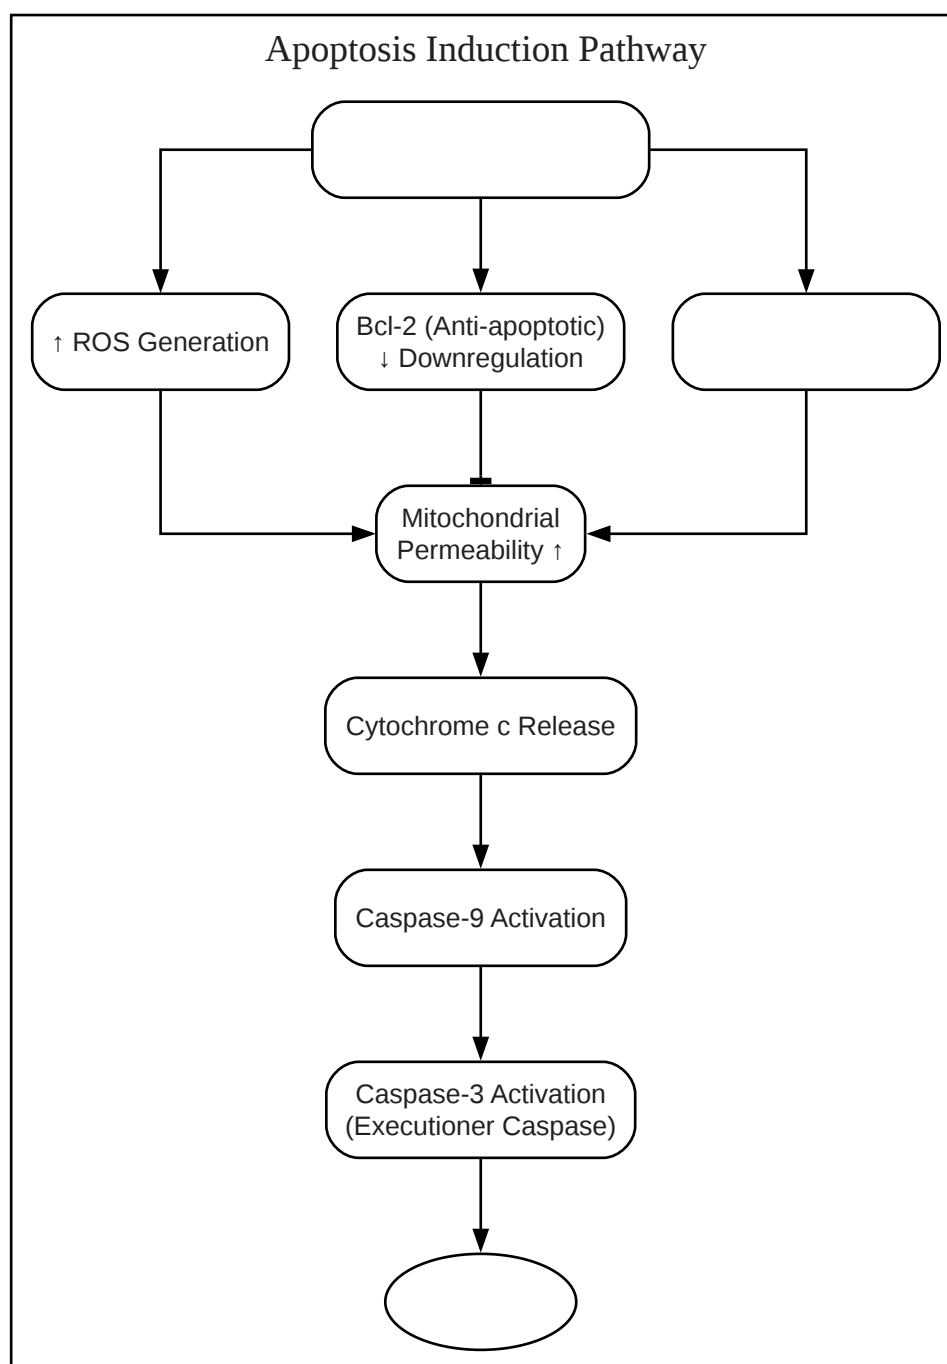 Apoptosis Induction Pathway
↑ ROS Generation
Bcl-2 (Anti-apoptotic)
↓ Downregulation
Mitochondrial
Permeability ↑
Cytochrome c Release
Caspase-9 Activation
Caspase-3 Activation
(Executioner Caspase)